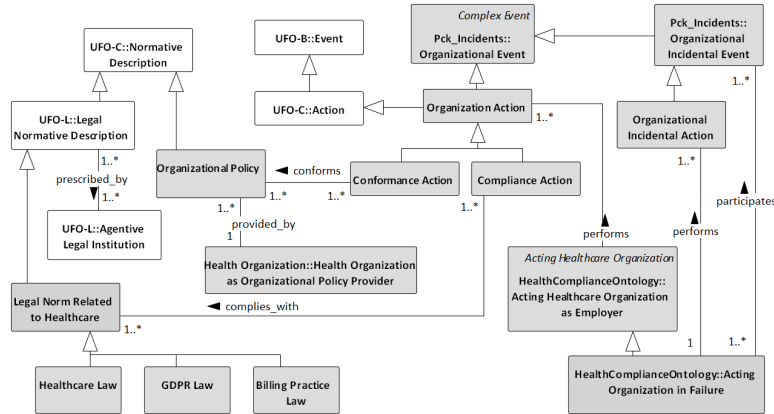 Complex Event
Pck_Incidents::
Organizational Event
Pck_Incidents::
Organizational
Incidental Event
UFO-C::Normative
Description
UFO-B::Event
1..*
UFO-L::Legal
Normative Description
UFO-C::Action
Organization Action
1..*
Organizational
Incidental Action
1..*
prescribed_by
1..*
Organizational Policy
conforms
1..*
1..*
Conformance Action
Compliance Action
1..*
1..*
participates
UFO-L::Agentive
Legal Institution
1..*
provided_by
1
performs
performs
Health Organization::Health Organization
as Organizational Policy Provider
Acting Healthcare Organization
HealthComplianceOntology::
Acting Healthcare Organization
as Employer
Legal Norm Related
to Healthcare
complies_with
1..*
1
1..*
Healthcare Law
GDPR Law
Billing Practice
Law
HealthComplianceOntology::Acting
Organization in Failure